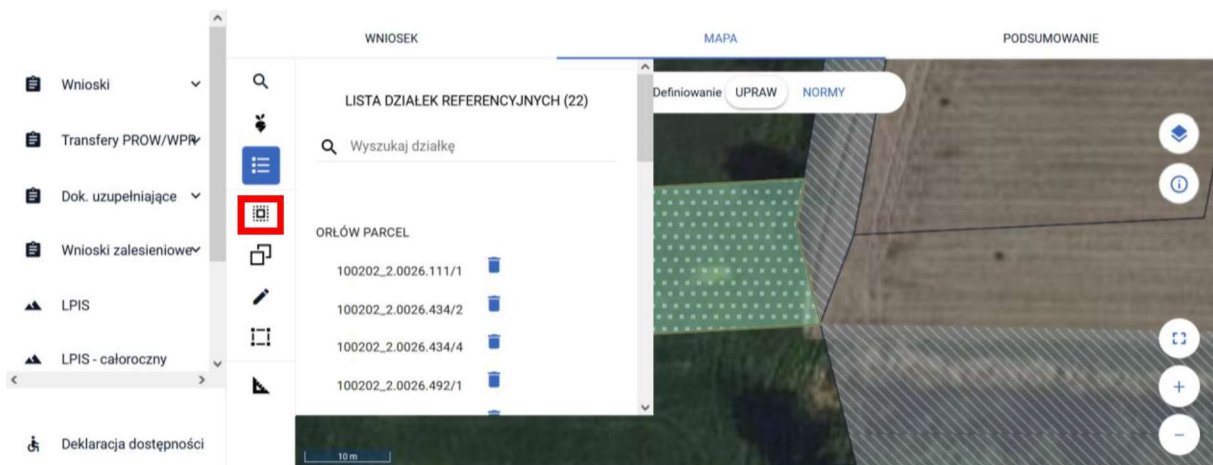 WNIOSEK
MAPA
PODSUMOWANIE
Wnioski
Transfery PROW/WPR
Dok. uzupełniające
Wnioski zalesieniowe
LPIS
LPIS - całoroczny
Deklaracja dostępności
LISTA DZIAŁEK REFERENCYJNYCH (22)
Wyszukaj działkę
ORŁÓW PARCEL
100202_2.0026.111/1
100202_2.0026.434/2
100202_2.0026.434/4
100202_2.0026.492/1
Definiowanie UPRAW NORMY
10 m